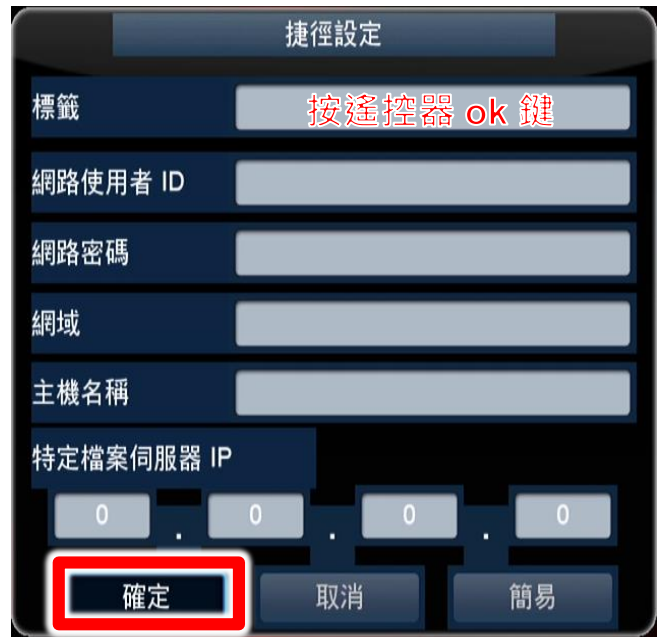 捷徑設定
標籤 按遙控器 ok 鍵
網路使用者 ID
網路密碼
網域
主機名稱
特定檔案伺服器 IP
0 . 0 . 0 . 0
確定 取消 簡易